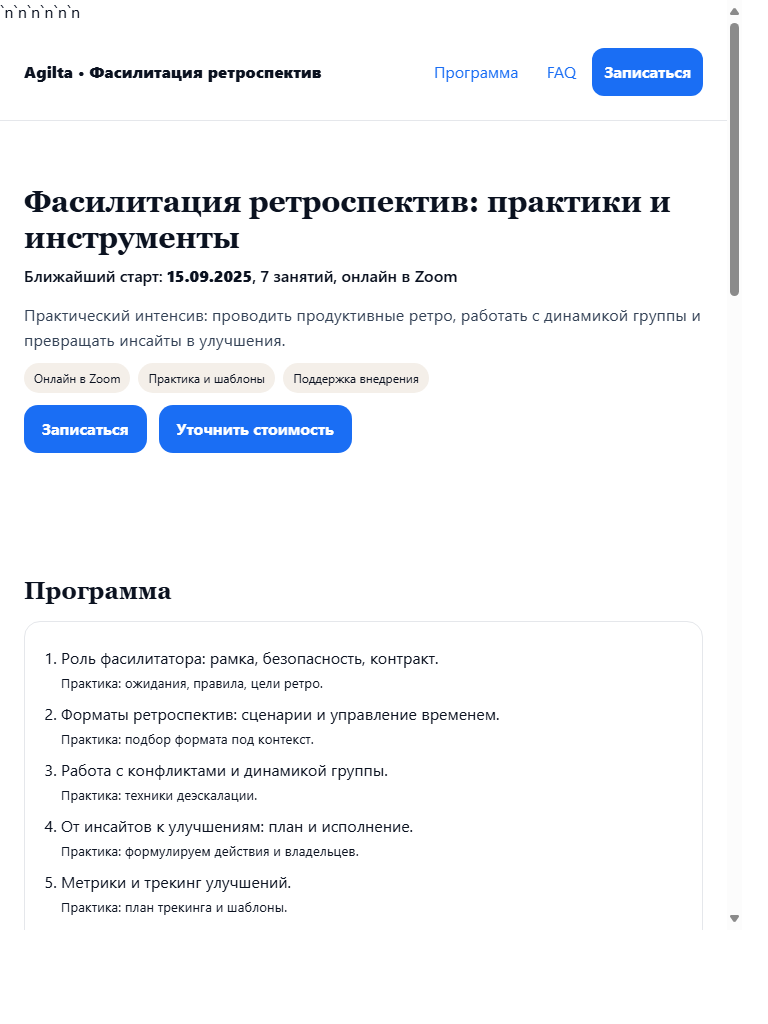 `n`n`n`n`n`n
Agilta • Фасилитация ретроспектив
Программа
FAQ
Записаться
Фасилитация ретроспектив: практики и
инструменты
Ближайший старт: 15.09.2025, 7 занятий, онлайн в Zoom
Практический интенсив: проводить продуктивные ретро, работать с динамикой группы и
превращать инсайты в улучшения.
Онлайн в Zoom
Практика и шаблоны
Поддержка внедрения
Записаться
Уточнить стоимость
Программа
1. Роль фасилитатора: рамка, безопасность, контракт.
Практика: ожидания, правила, цели ретро.
2. Форматы ретроспектив: сценарии и управление временем.
Практика: подбор формата под контекст.
3. Работа с конфликтами и динамикой группы.
Практика: техники деэскалации.
4. От инсайтов к улучшениям: план и исполнение.
Практика: формулируем действия и владельцев.
5. Метрики и трекинг улучшений.
Практика: план трекинга и шаблоны.